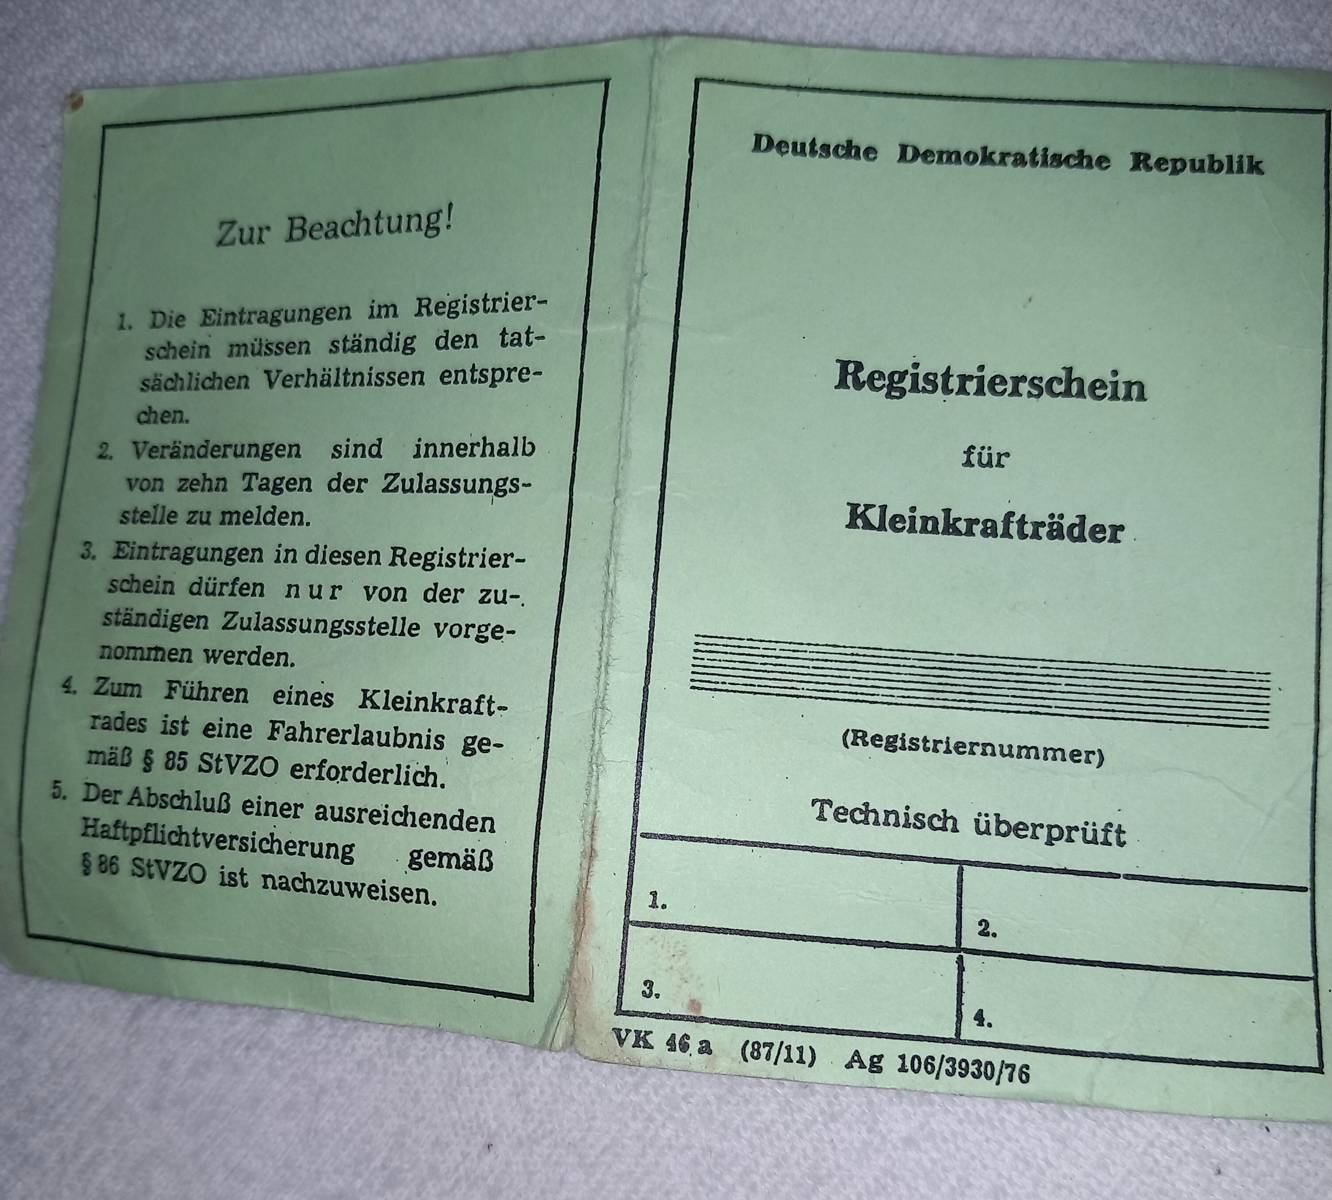 Zur Beachtung!
1. Die Eintragungen im Registrier-
schein müssen ständig den tat-
sächlichen Verhältnissen entspre-
chen.
2. Veränderungen sind innerhalb
von zehn Tagen der Zulassungs-
stelle zu melden.
3. Eintragungen in diesen Registrier-
schein dürfen nur von der zu-
ständigen Zulassungsstelle vorge-
nommen werden.
4. Zum Führen eines Kleinkraft-
rades ist eine Fahrerlaubnis ge-
mäß § 85 StVZO erforderlich.
5. Der Abschluß einer ausreichenden
Haftpflichtversicherung gemäß
§ 86 StVZO ist nachzuweisen.
Deutsche Demokratische Republik
Registrierschein
für
Kleinkrafträder
(Registriernummer)
Technisch überprüft
1.
2.
3.
4.
VK 46 a (87/11) Ag 106/3930/76